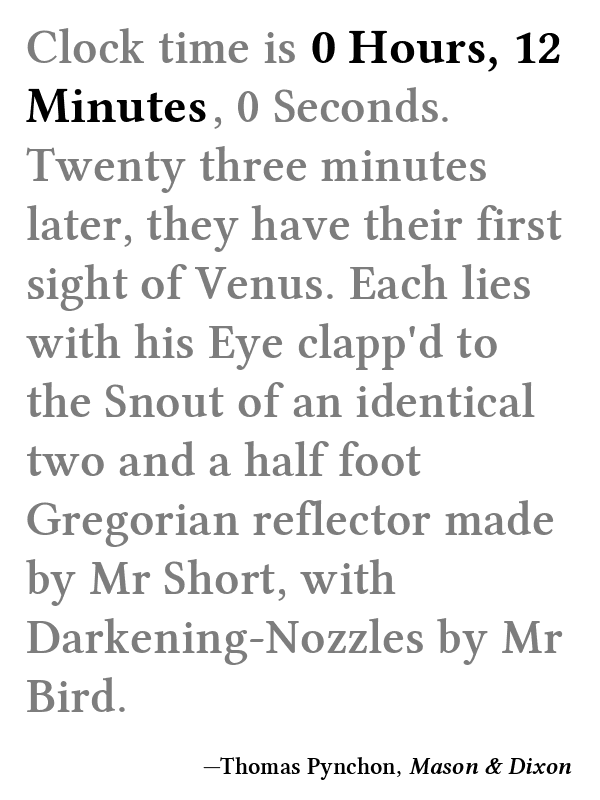 Clock time is 0 Hours, 12
Minutes, 0 Seconds.
Twenty three minutes
later, they have their first
sight of Venus. Each lies
with his Eye clapp'd to
the Snout of an identical
two and a half foot
Gregorian reflector made
by Mr Short, with
Darkening-Nozzles by Mr
Bird.
—Thomas Pynchon, Mason & Dixon